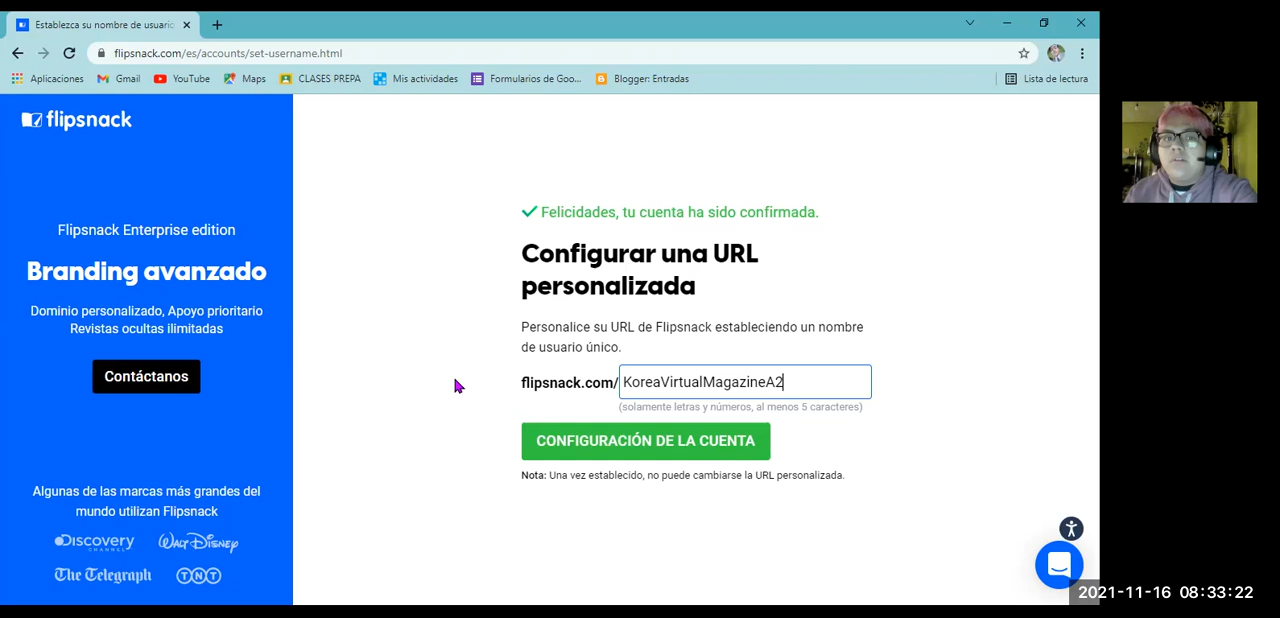 Establezca su nombre de usuario
flipsnack.com/es/accounts/set-username.html
Aplicaciones
Gmail
YouTube
Maps
CLASES PREPA
Mis actividades
Formularios de Goo...
Blogger: Entradas
Lista de lectura
flipsnack
Flipsnack Enterprise edition
Branding avanzado
Dominio personalizado, Apoyo prioritario
Revistas ocultas ilimitadas
Contáctanos
Algunas de las marcas más grandes del
mundo utilizan Flipsnack
Discovery
CHANNEL
WALT DISNEY
The Telegraph
TNT
Felicidades, tu cuenta ha sido confirmada.
Configurar una URL
personalizada
Personalice su URL de Flipsnack estableciendo un nombre
de usuario único.
flipsnack.com/ KoreaVirtualMagazineA2
(solamente letras y números, al menos 5 caracteres)
CONFIGURACIÓN DE LA CUENTA
Nota: Una vez establecido, no puede cambiarse la URL personalizada.
2021-11-16 08:33:22